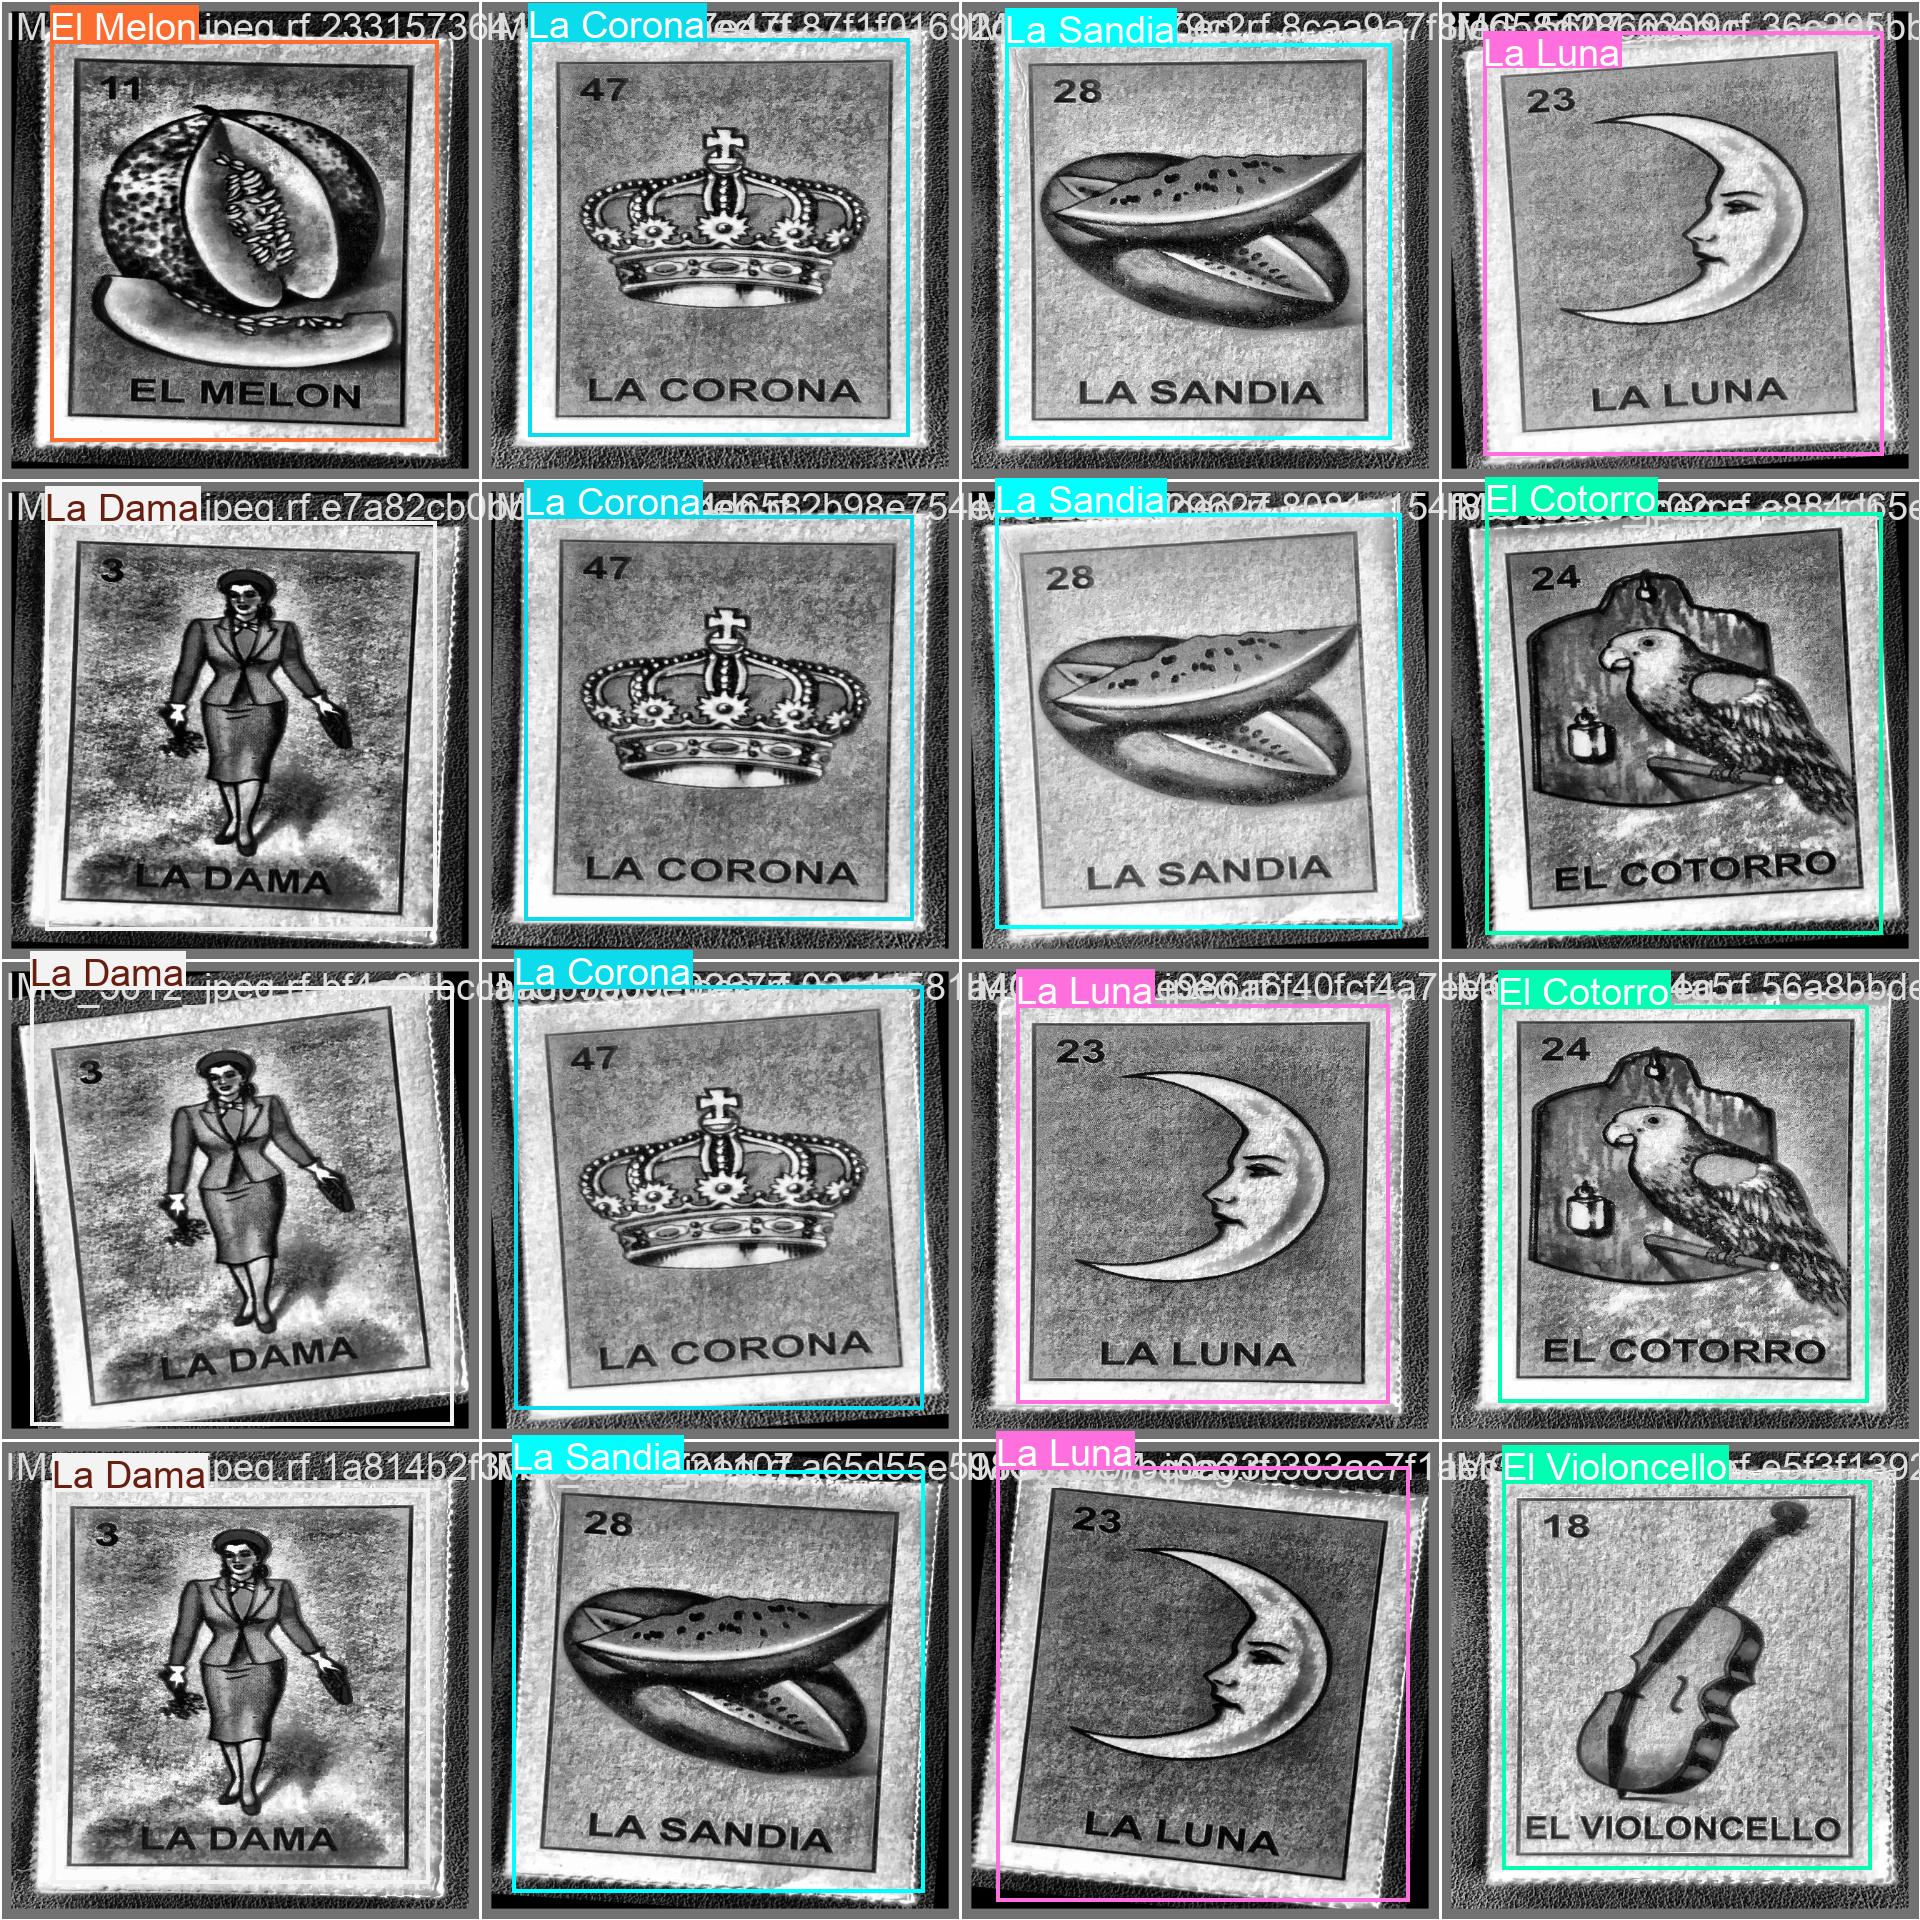 El Melon
11
EL MELON
La Corona
47
LA CORONA
La Sandia
28
LA SANDIA
La Luna
23
LA LUNA
La Dama
3
LA DAMA
La Corona
47
LA CORONA
La Sandia
28
LA SANDIA
El Cotorro
24
EL COTORRO
La Dama
3
LA DAMA
La Corona
47
LA CORONA
La Luna
23
LA LUNA
El Cotorro
24
EL COTORRO
La Dama
3
LA DAMA
La Sandia
28
LA SANDIA
La Luna
23
LA LUNA
El Violoncello
18
EL VIOLONCELLO